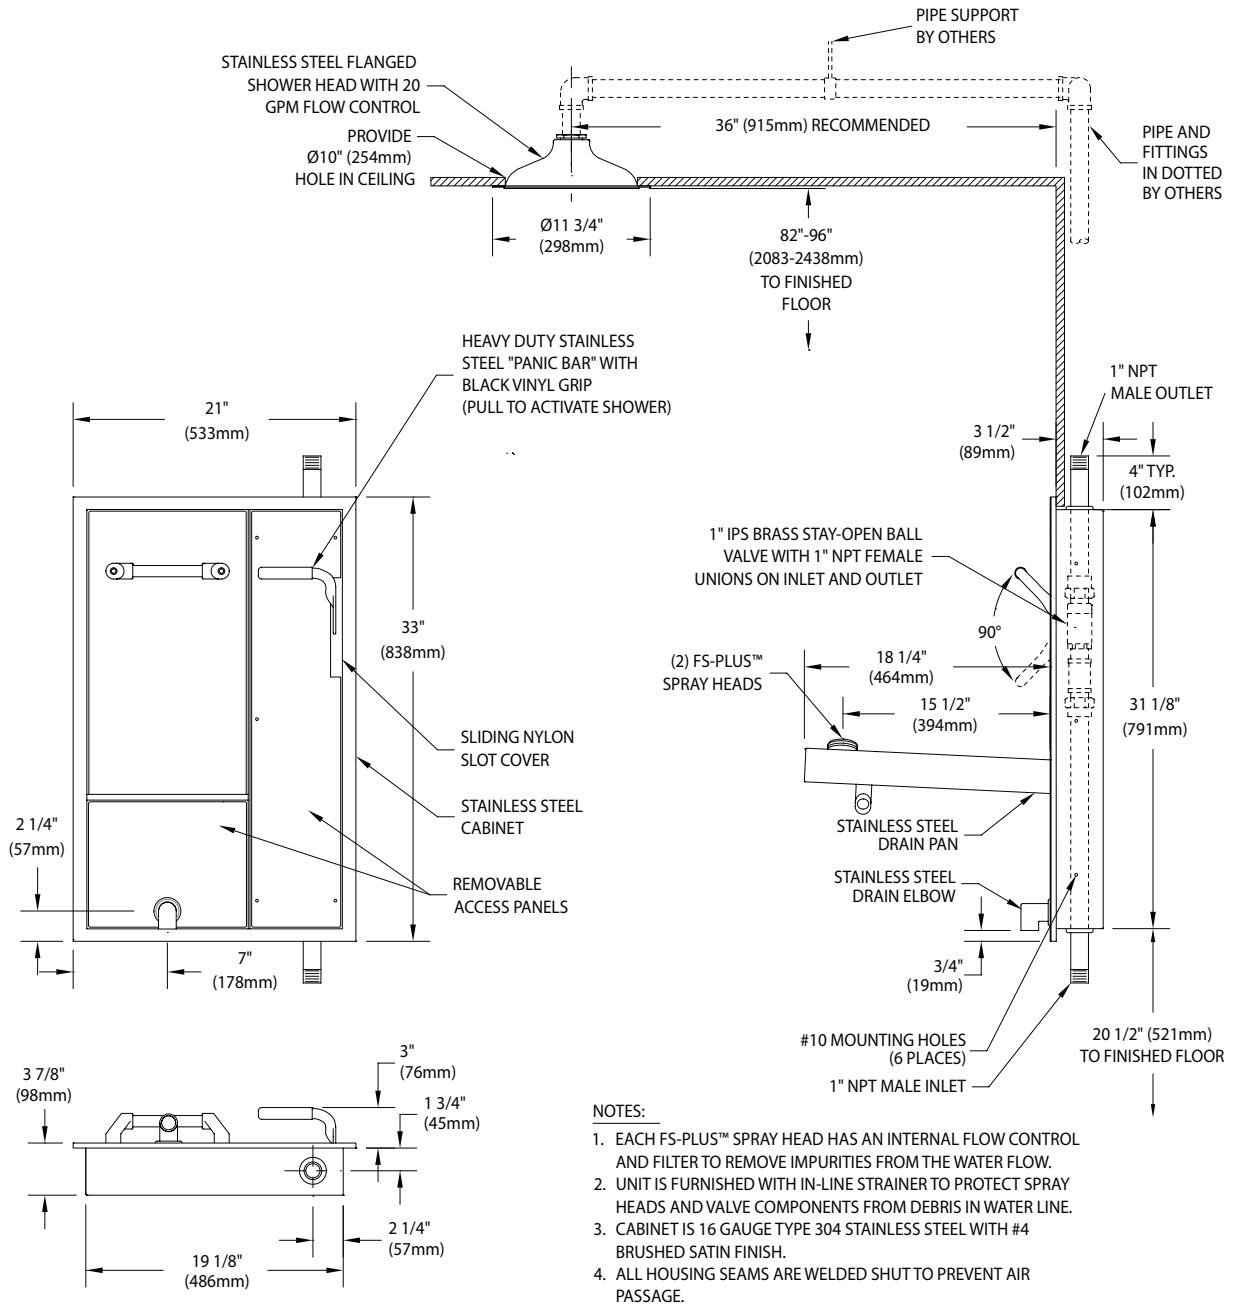 PIPE SUPPORT
BY OTHERS
STAINLESS STEEL FLANGED
SHOWER HEAD WITH 20
GPM FLOW CONTROL
PROVIDE
Ø10" (254mm)
HOLE IN CEILING
36" (915mm) RECOMMENDED
PIPE AND
FITTINGS
IN DOTTED
BY OTHERS
Ø11 3/4"
(298mm)
82"-96"
(2083-2438mm)
TO FINISHED
FLOOR
HEAVY DUTY STAINLESS
STEEL "PANIC BAR" WITH
BLACK VINYL GRIP
(PULL TO ACTIVATE SHOWER)
1" NPT
MALE OUTLET
21"
(533mm)
3 1/2"
(89mm)
4" TYP.
(102mm)
1" IPS BRASS STAY-OPEN BALL
VALVE WITH 1" NPT FEMALE
UNIONS ON INLET AND OUTLET
33"
(838mm)
90°
(2) FS-PLUS™
SPRAY HEADS
18 1/4"
(464mm)
15 1/2"
(394mm)
31 1/8"
(791mm)
SLIDING NYLON
SLOT COVER
STAINLESS STEEL
CABINET
2 1/4"
(57mm)
STAINLESS STEEL
DRAIN PAN
REMOVABLE
ACCESS PANELS
STAINLESS STEEL
DRAIN ELBOW
7"
(178mm)
3/4"
(19mm)
#10 MOUNTING HOLES
(6 PLACES)
20 1/2" (521mm)
TO FINISHED FLOOR
1" NPT MALE INLET
3 7/8"
(98mm)
3"
(76mm)
1 3/4"
(45mm)
2 1/4"
(57mm)
19 1/8"
(486mm)
NOTES:
1. EACH FS-PLUS™ SPRAY HEAD HAS AN INTERNAL FLOW CONTROL
AND FILTER TO REMOVE IMPURITIES FROM THE WATER FLOW.
2. UNIT IS FURNISHED WITH IN-LINE STRAINER TO PROTECT SPRAY
HEADS AND VALVE COMPONENTS FROM DEBRIS IN WATER LINE.
3. CABINET IS 16 GAUGE TYPE 304 STAINLESS STEEL WITH #4
BRUSHED SATIN FINISH.
4. ALL HOUSING SEAMS ARE WELDED SHUT TO PREVENT AIR
PASSAGE.